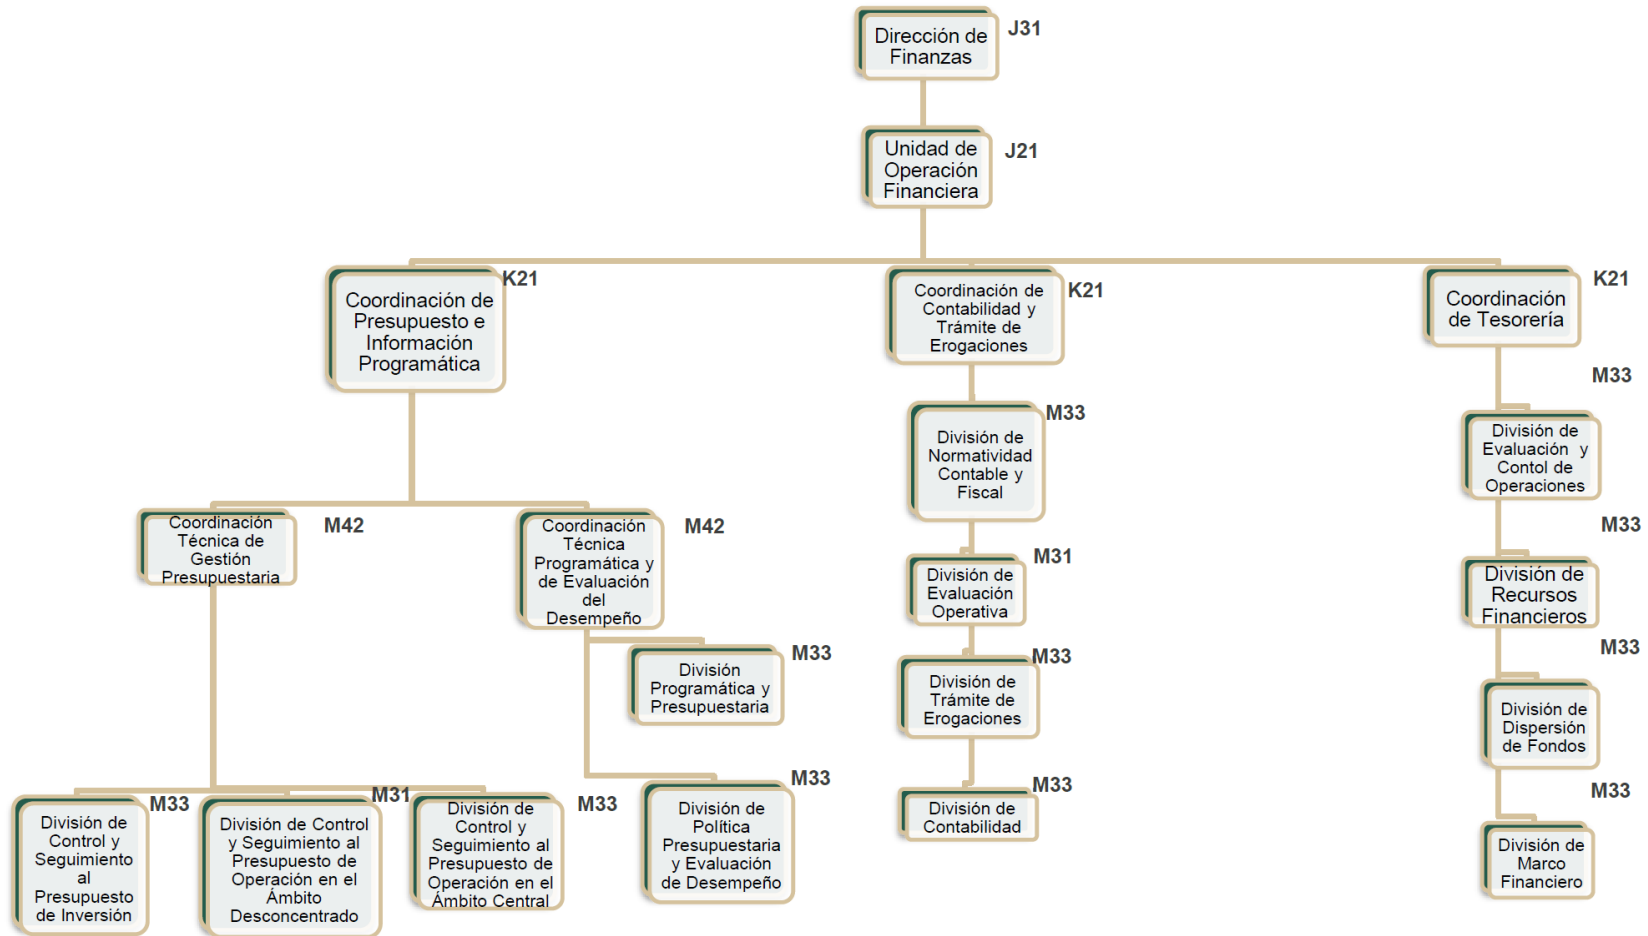 Dirección de
Finanzas
J31
Unidad de
Operación
Financiera
J21
Coordinación de
Presupuesto e
Información
Programática
K21
Coordinación de
Contabilidad y
Trámite de
Erogaciones
K21
Coordinación
de Tesorería
K21
Coordinación
Técnica de
Gestión
Presupuestaria
M42
Coordinación
Técnica
Programática y
de Evaluación
del
Desempeño
M42
División de
Control y
Seguimiento
al
Presupuesto
de Inversión
M33
División de Control
y Seguimiento al
Presupuesto de
Operación en el
Ámbito
Desconcentrado
M31
División de
Control y
Seguimiento al
Presupuesto de
Operación en el
Ámbito Central
M33
División
Programática y
Presupuestaria
M33
División de
Política
Presupuestaria
y Evaluación
de Desempeño
M33
División de
Normatividad
Contable y
Fiscal
M33
División de
Evaluación
Operativa
M31
División de
Trámite de
Erogaciones
M33
División de
Contabilidad
M33
M33
División de
Evaluación y
Contol de
Operaciones
M33
División de
Recursos
Financieros
M33
División de
Dispersión
de Fondos
M33
División de
Marco
Financiero